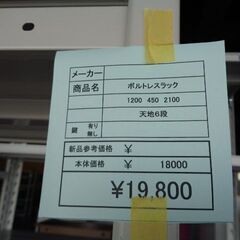 メーカー
商品名 ボルトレスラック
1200 450 2100
天地6段
鍵 有り 無し
新品参考価格 ¥
本体価格 ¥ 18000
¥19,800